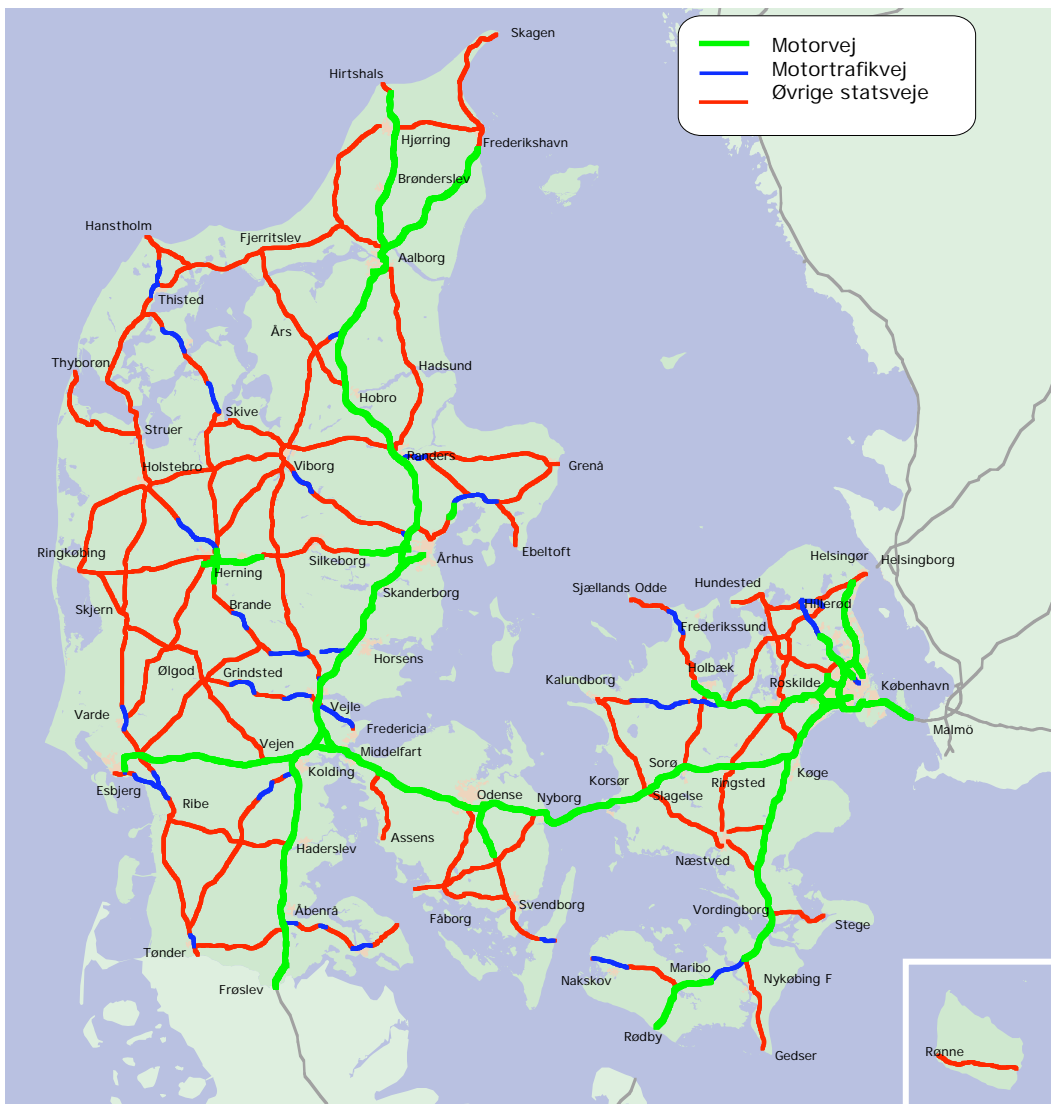 Skagen
Motorvej
Motortrafikvej
Øvrige statsveje
Hirtshals
Hjørring
Frederikshavn
Brønderslev
Hanstholm
Fjerritslev
Aalborg
Thisted
Års
Thyborøn
Hadsund
Hobro
Skive
Struer
Randers
Holstebro
Viborg
Grenå
Ringkøbing
Silkeborg
Århus
Ebeltoft
Helsingør
Helsingborg
Herning
Skanderborg
Sjællands Odde
Hundested
Skjern
Brande
Hillerød
Frederikssund
Horsens
Ølgod
Grindsted
Holbæk
Kalundborg
Roskilde
København
Varde
Vejle
Fredericia
Malmö
Vejen
Middelfart
Sorø
Køge
Kolding
Korsør
Ringsted
Esbjerg
Ribe
Odense
Nyborg
Slagelse
Assens
Haderslev
Næstved
Svendborg
Vordingborg
Åbenrå
Fåborg
Stege
Tønder
Maribo
Nakskov
Nykøbing F
Frøslev
Rødby
Gedser
Rønne